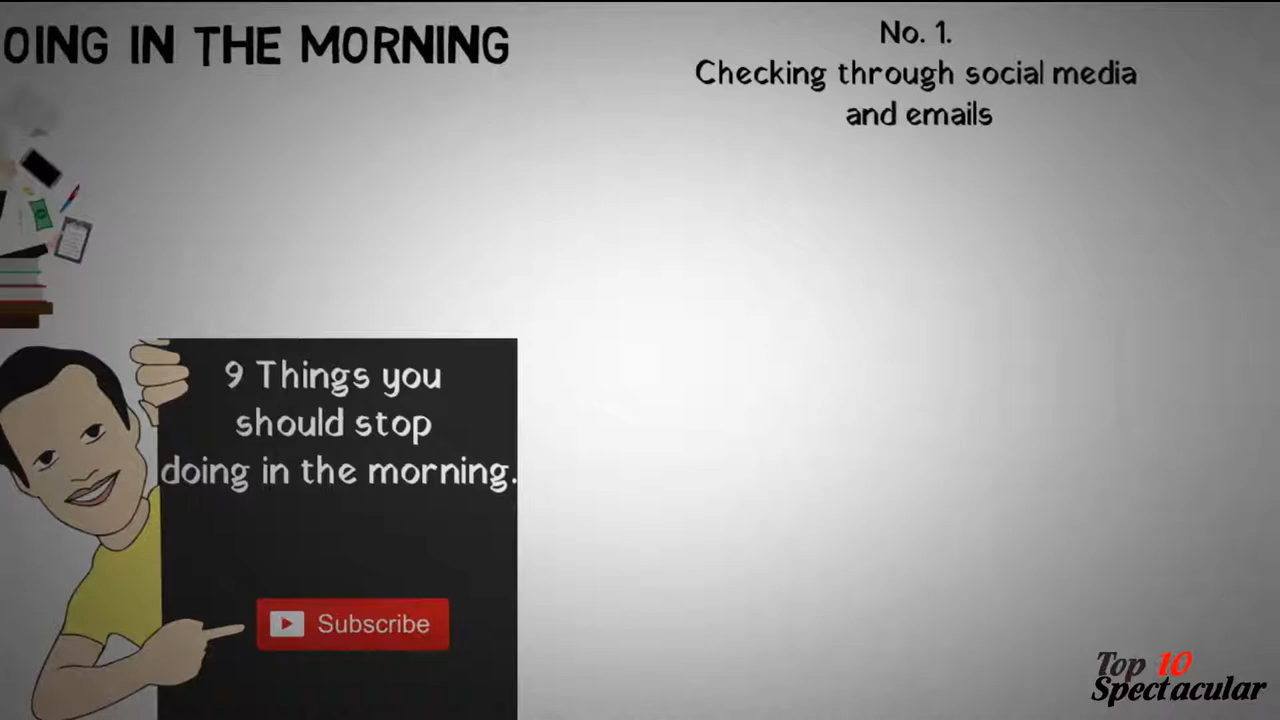 OING IN THE MORNING
No. 1.
Checking through social media
and emails
9 Things you
should stop
doing in the morning.
Subscribe
Top 10
Spectacular